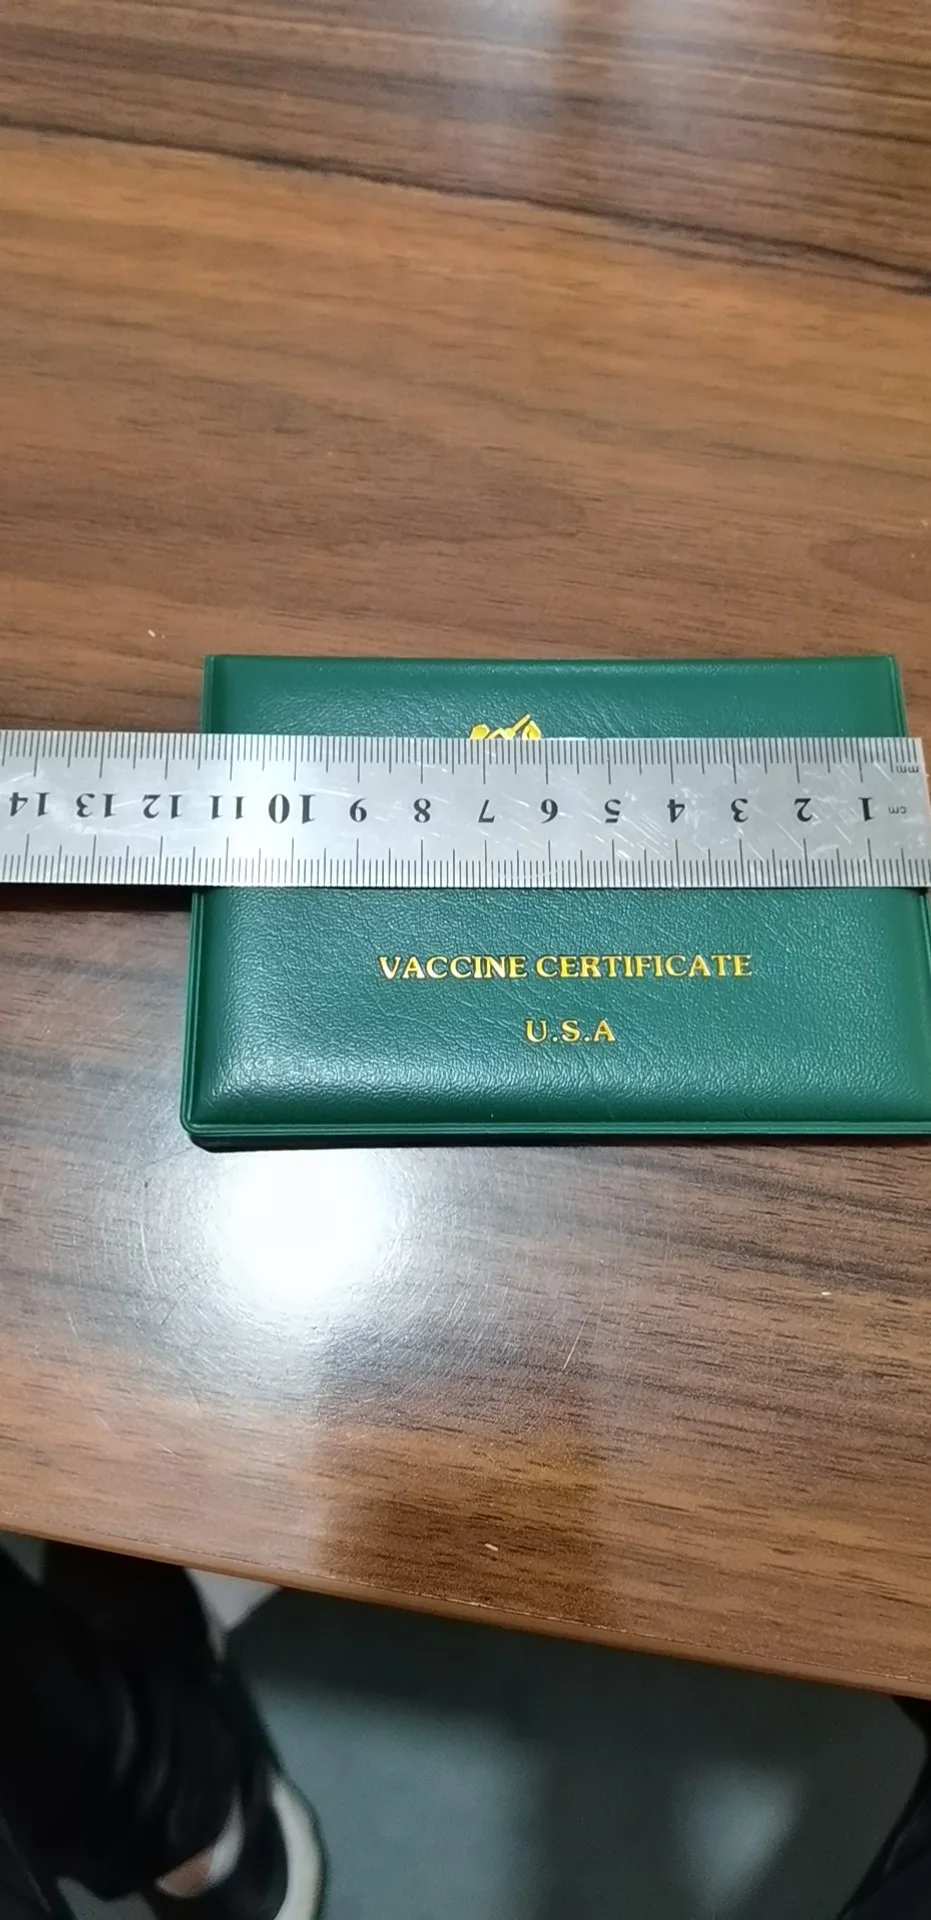 mm
14 13 12 11 10 9 8 7 6 5 4 3 2 1 cm
VACCINE CERTIFICATE
U.S.A